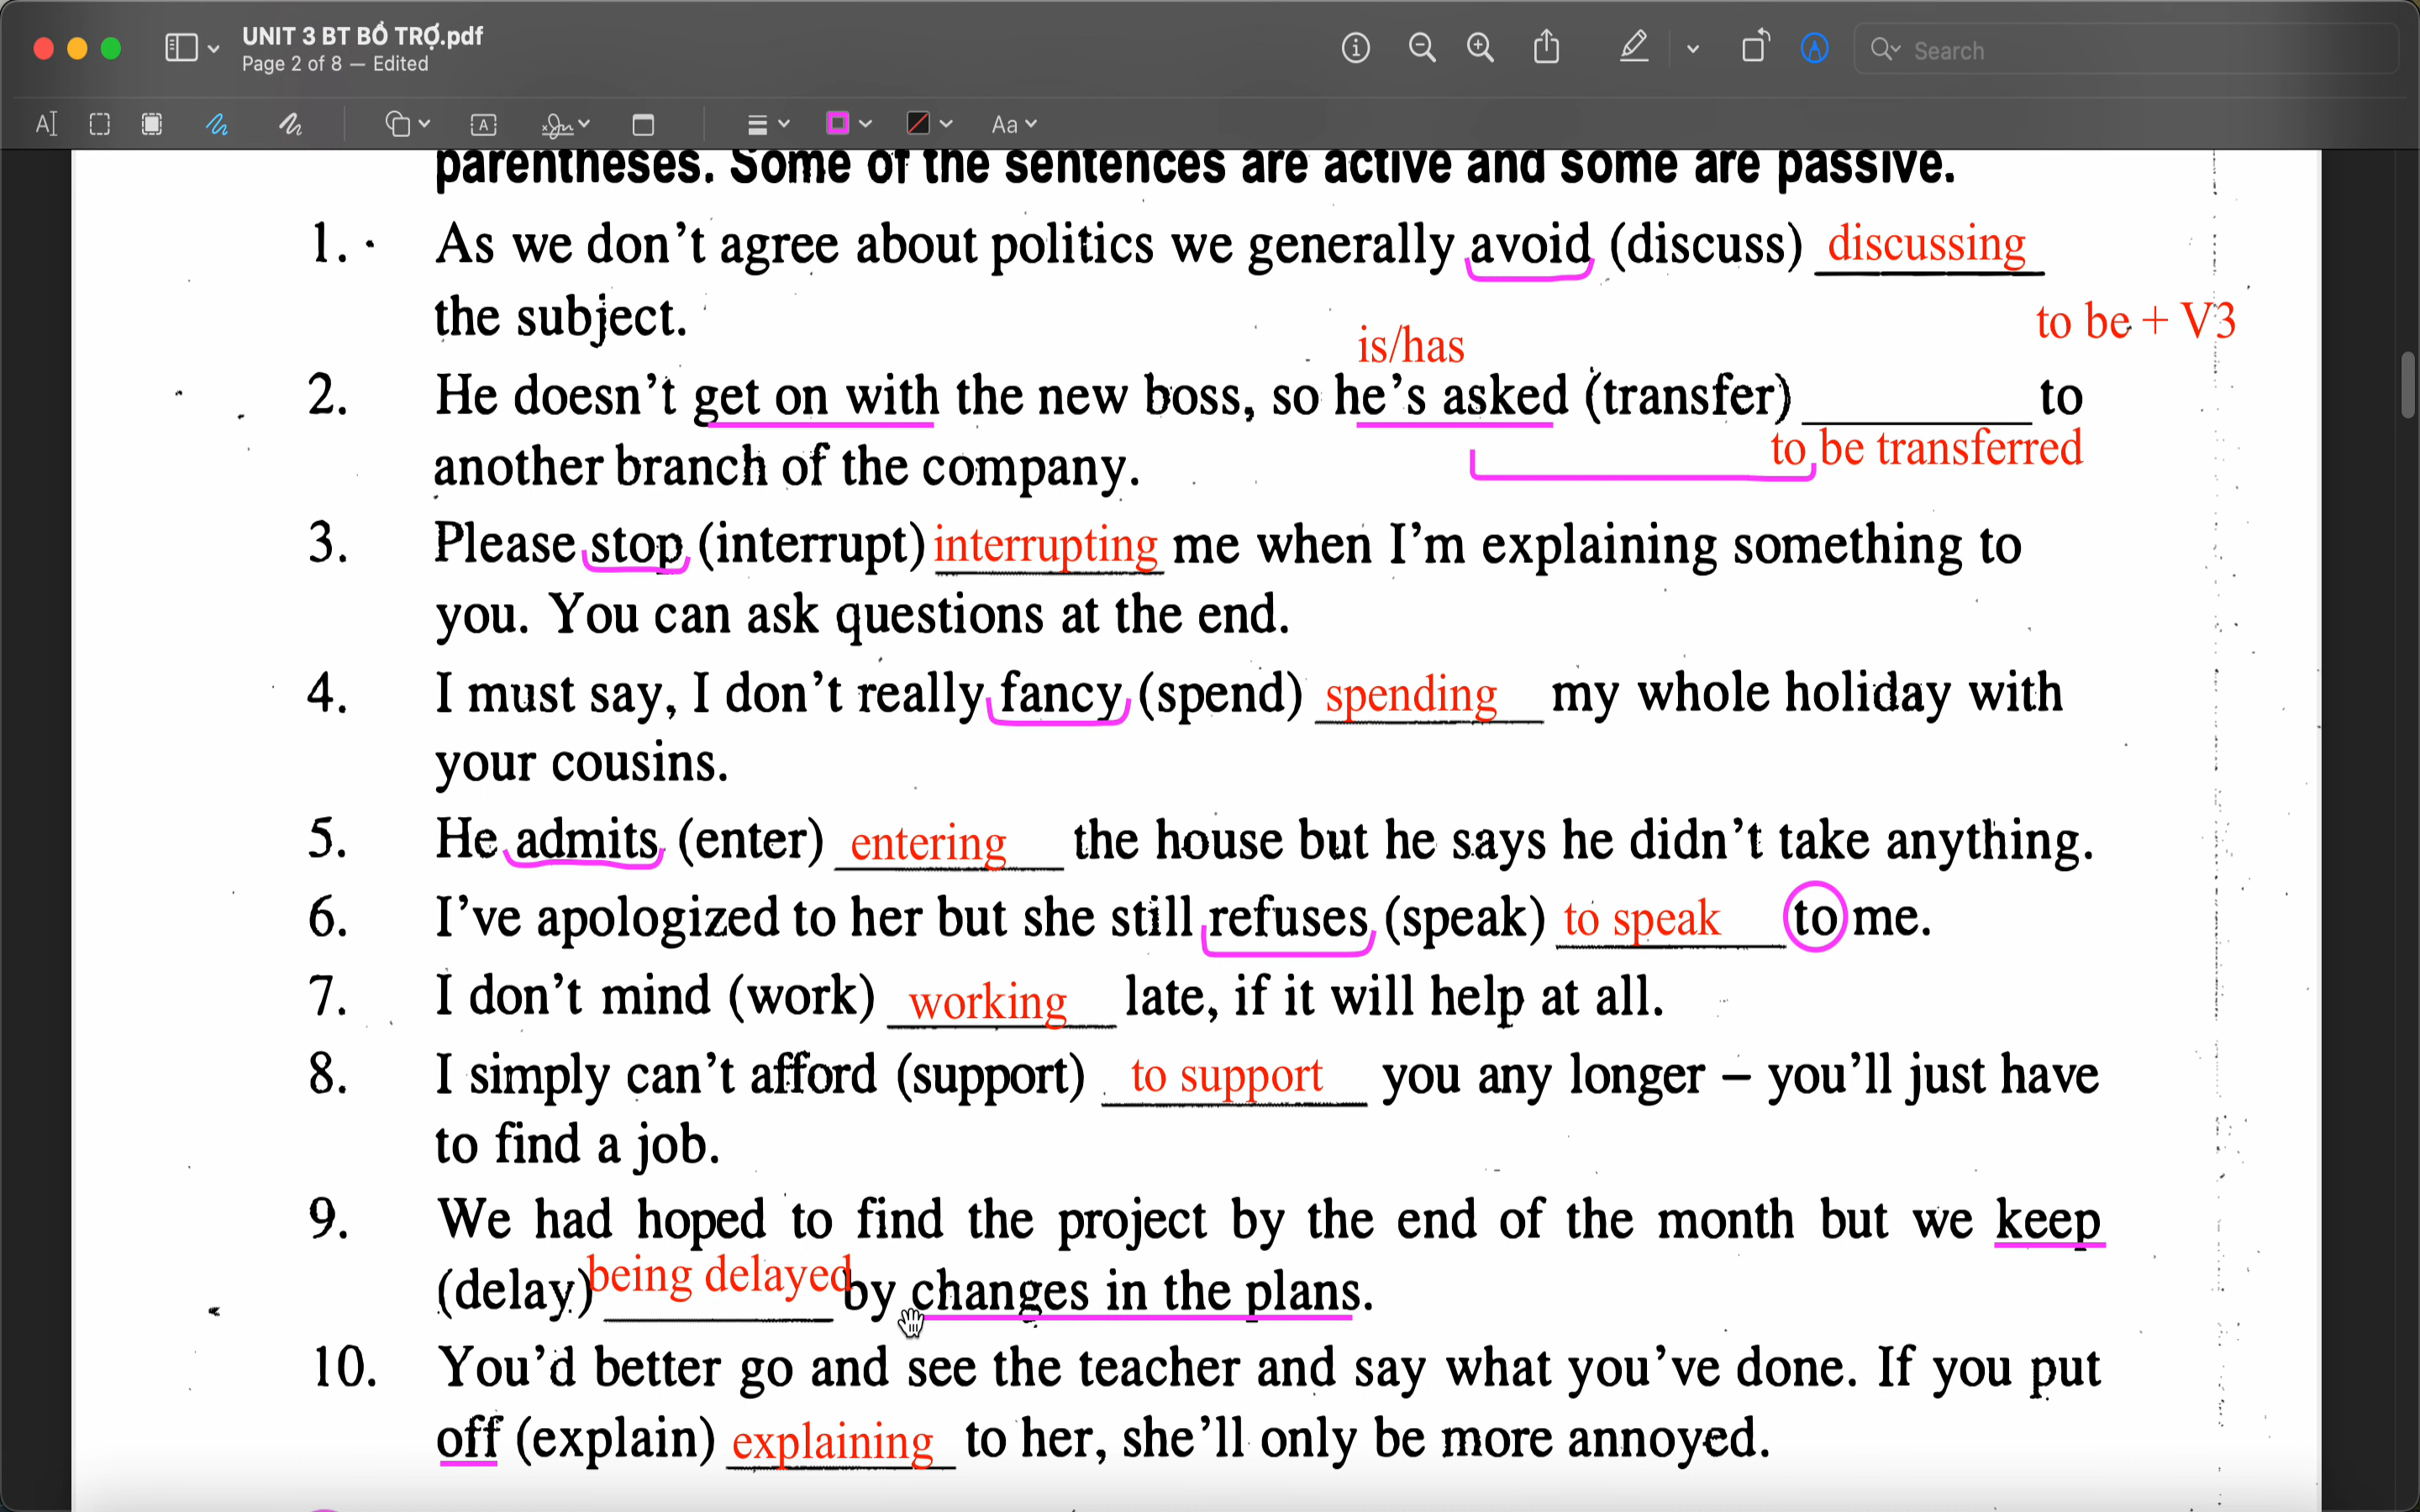 UNIT 3 BT BỔ TRỢ.pdf
Page 2 of 8 — Edited
Search
Aa
parentheses. Some of the sentences are active and some are passive.
1. As we don't agree about politics we generally avoid (discuss) discussing
the subject.
to be + V3
is/has
2. He doesn't get on with the new boss, so he's asked (transfer) ____ to
to be transferred
another branch of the company.
3. Please stop (interrupt) interrupting me when I'm explaining something to
you. You can ask questions at the end.
4. I must say, I don't really fancy (spend) spending my whole holiday with
your cousins.
5. He admits (enter) entering the house but he says he didn't take anything.
6. I've apologized to her but she still refuses (speak) to speak to me.
7. I don't mind (work) working late, if it will help at all.
8. I simply can't afford (support) to support you any longer – you'll just have
to find a job.
9. We had hoped to find the project by the end of the month but we keep
(delay) being delayed by changes in the plans.
10. You'd better go and see the teacher and say what you've done. If you put
off (explain) explaining to her, she'll only be more annoyed.